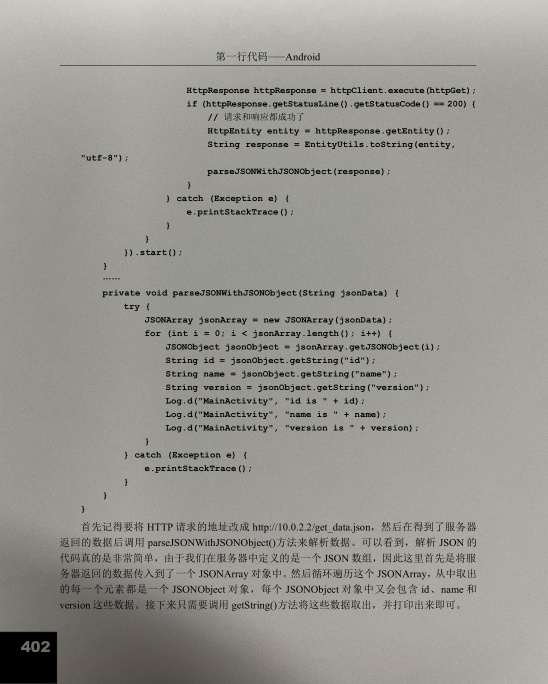 第一行代码——Android
HttpResponse httpResponse = httpClient.execute(httpGet);
if (httpResponse.getStatusLine().getStatusCode() == 200) {
// 请求和响应都成功了
HttpEntity entity = httpResponse.getEntity();
String response = EntityUtils.toString(entity,
"utf-8");
parseJSONWithJSONObject(response);
}
} catch (Exception e) {
e.printStackTrace();
}
}
}).start();
}
……
private void parseJSONWithJSONObject(String jsonData) {
try {
JSONArray jsonArray = new JSONArray(jsonData);
for (int i = 0; i < jsonArray.length(); i++) {
JSONObject jsonObject = jsonArray.getJSONObject(i);
String id = jsonObject.getString("id");
String name = jsonObject.getString("name");
String version = jsonObject.getString("version");
Log.d("MainActivity", "id is " + id);
Log.d("MainActivity", "name is " + name);
Log.d("MainActivity", "version is " + version);
}
} catch (Exception e) {
e.printStackTrace();
}
}
}
首先记得要将 HTTP 请求的地址改成 http://10.0.2.2/get_data.json，然后在得到了服务器
返回的数据后调用 parseJSONWithJSONObject()方法来解析数据。可以看到，解析 JSON 的
代码真的是非常简单，由于我们在服务器中定义的是一个 JSON 数组，因此这里首先是将服
务器返回的数据传入到了一个 JSONArray 对象中。然后循环遍历这个 JSONArray，从中取出
的每一个元素都是一个 JSONObject 对象，每个 JSONObject 对象中又会包含 id、name 和
version 这些数据。接下来只需要调用 getString()方法将这些数据取出，并打印出来即可。
402